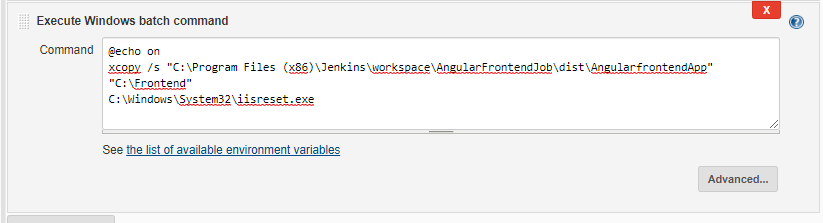 Execute Windows batch command
X
?
Command
@echo on
xcopy /s "C:\Program Files (x86)\Jenkins\workspace\AngularFrontendJob\dist\AngularfrontendApp"
"C:\Frontend"
C:\Windows\System32\iisreset.exe
See the list of available environment variables
Advanced...